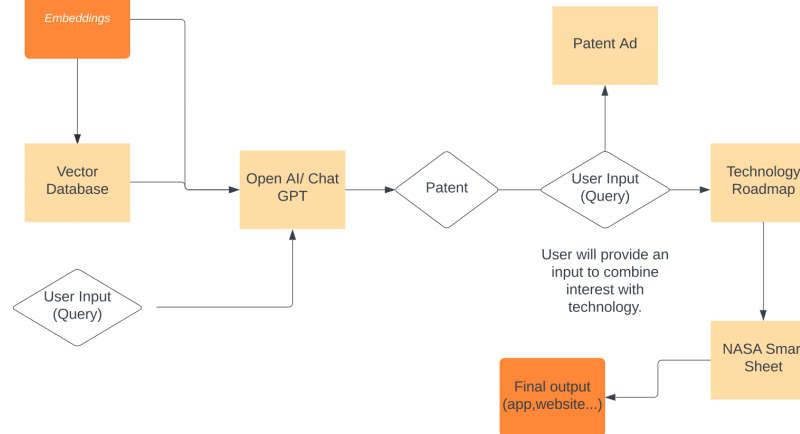 Embeddings
Patent Ad
Vector
Database
Open AI/ Chat
GPT
Patent
User Input
(Query)
Technology
Roadmap
User will provide an
input to combine
interest with
technology.
User Input
(Query)
NASA Smar
Sheet
Final output
(app,website...)